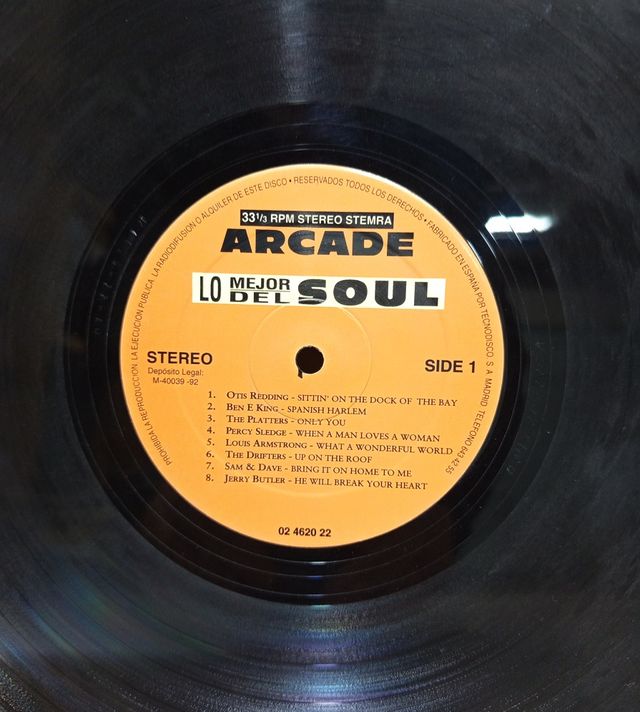 PROHIBIDA LA REPRODUCCION, LA EJECUCION PUBLICA, LA RADIODIFUSION O ALQUILER DE ESTE DISCO • RESERVADOS TODOS LOS DERECHOS • FABRICADO EN ESPAÑA POR TECNODISCO, S A MADRID TELEFONO 643 42 55
33 1/3 RPM STEREO STEMRA
ARCADE
LO MEJOR DEL SOUL
STEREO
SIDE 1
Depósito Legal:
M-40039 -92
1. OTIS REDDING - SITTIN' ON THE DOCK OF THE BAY
2. BEN E KING - SPANISH HARLEM
3. THE PLATTERS - ONLY YOU
4. PERCY SLEDGE - WHEN A MAN LOVES A WOMAN
5. LOUIS ARMSTRONG - WHAT A WONDERFUL WORLD
6. THE DRIFTERS - UP ON THE ROOF
7. SAM & DAVE - BRING IT ON HOME TO ME
8. JERRY BUTLER - HE WILL BREAK YOUR HEART
02 4620 22